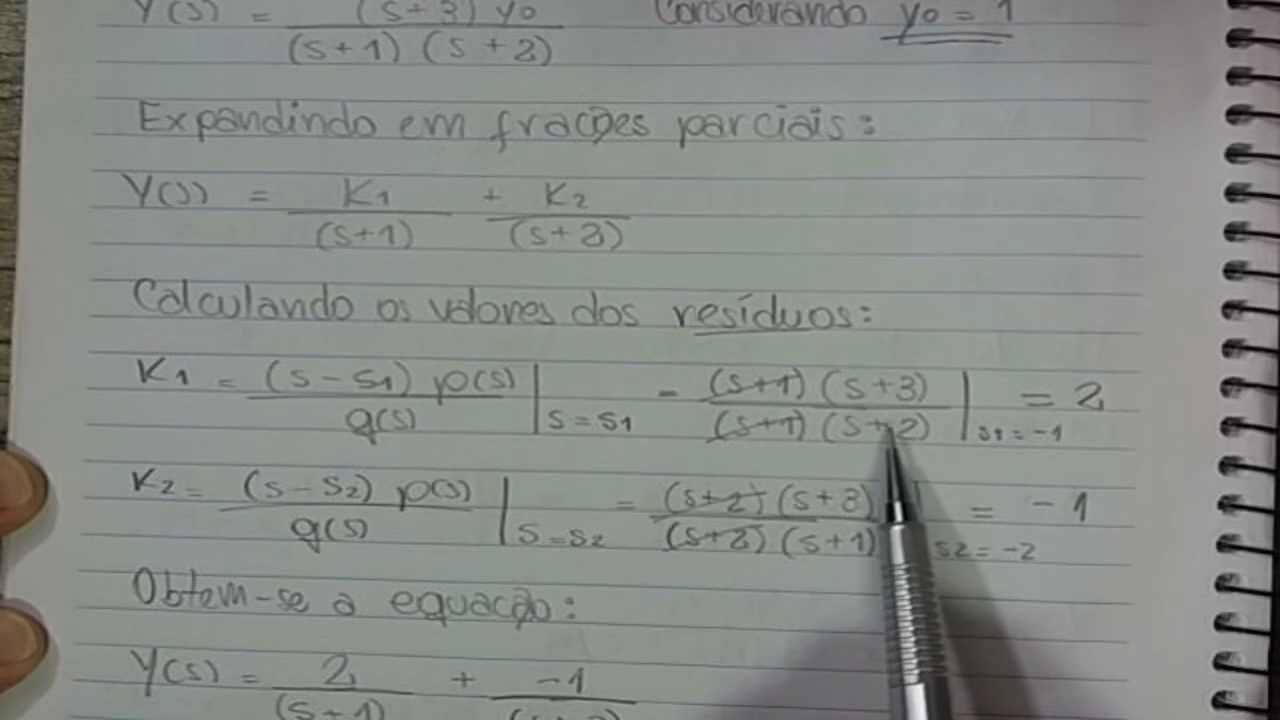 Y(s) = (s+3) yo / (s+1) (s+2) Considerando yo = 1
Expandindo em frações parciais:
Y(s) = K1 / (s+1) + K2 / (s+2)
Calculando os valores dos resíduos:
K1 = (s-s1) p(s) / q(s) | s=s1 = (s+1) (s+3) / (s+1) (s+2) | s1=-1 = 2
K2 = (s-s2) p(s) / q(s) | s=s2 = (s+2) (s+3) / (s+2) (s+1) s2=-2 = -1
Obtem-se a equação:
Y(s) = 2 / (s+1) + -1